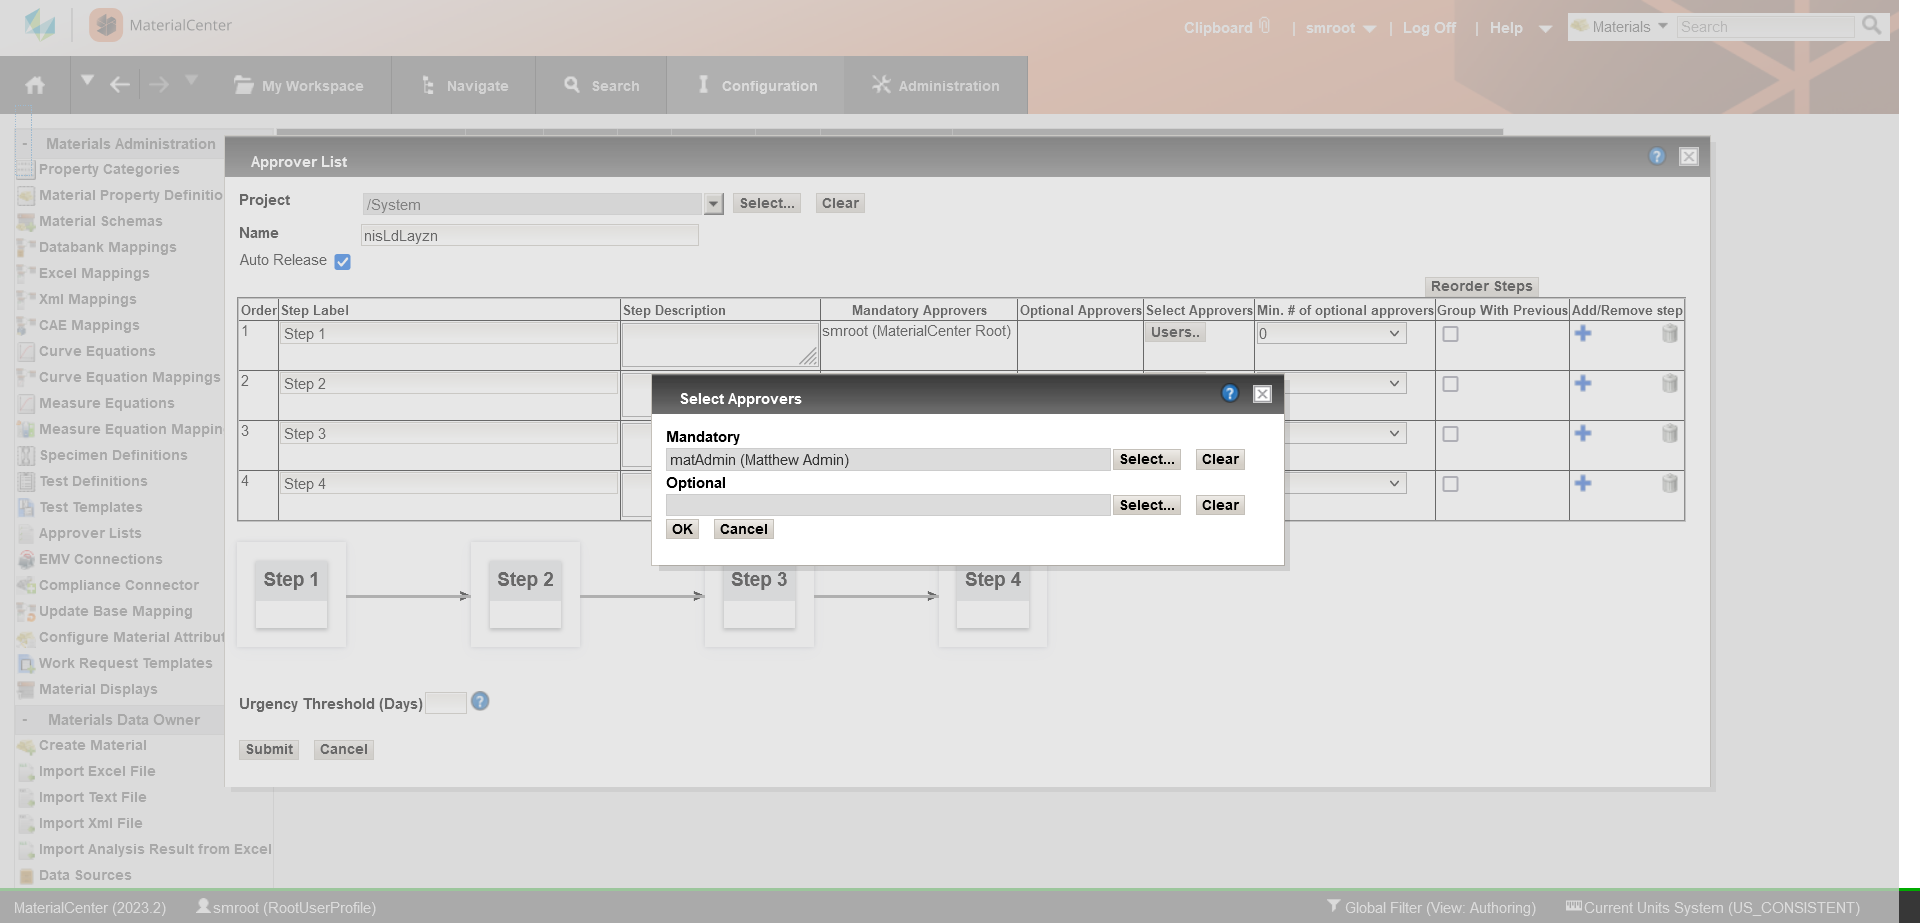 MaterialCenter
Clipboard | smroot | Log Off | Help
Materials Search
My Workspace Navigate Search Configuration Administration
- Materials Administration
Property Categories
Material Property Definitio
Material Schemas
Databank Mappings
Excel Mappings
Xml Mappings
CAE Mappings
Curve Equations
Curve Equation Mappings
Measure Equations
Measure Equation Mappin
Specimen Definitions
Test Definitions
Test Templates
Approver Lists
EMV Connections
Compliance Connector
Update Base Mapping
Configure Material Attribut
Work Request Templates
Material Displays
- Materials Data Owner
Create Material
Import Excel File
Import Text File
Import Xml File
Import Analysis Result from Excel
Data Sources
Approver List ?
Project /System Select... Clear
Name nisLdLayzn
Auto Release
Reorder Steps
Order Step Label Step Description Mandatory Approvers Optional Approvers Select Approvers Min. # of optional approvers Group With Previous Add/Remove step
1 Step 1 smroot (MaterialCenter Root) Users.. 0
2 Step 2
3 Step 3
4 Step 4
Select Approvers ?
Mandatory
matAdmin (Matthew Admin) Select... Clear
Optional
Select... Clear
OK Cancel
Step 1 Step 2 Step 3 Step 4
Urgency Threshold (Days) ?
Submit Cancel
MaterialCenter (2023.2) smroot (RootUserProfile) Global Filter (View: Authoring) Current Units System (US_CONSISTENT)